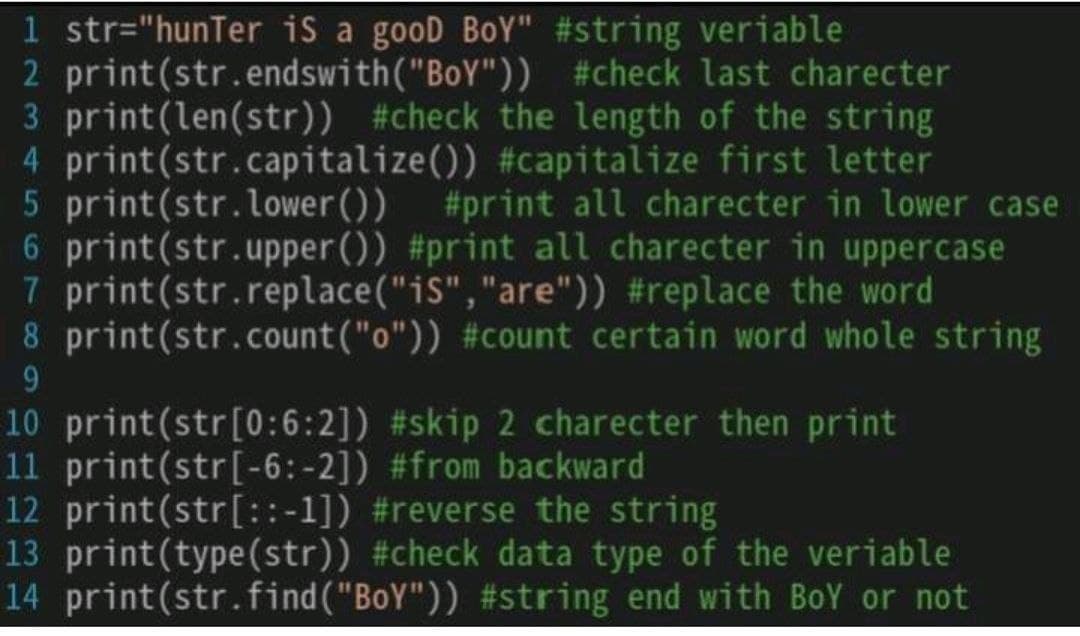 1 str="hunTer iS a gooD BoY" #string veriable
2 print(str.endswith("BoY")) #check last charecter
3 print(len(str)) #check the length of the string
4 print(str.capitalize()) #capitalize first letter
5 print(str.lower()) #print all charecter in lower case
6 print(str.upper()) #print all charecter in uppercase
7 print(str.replace("iS","are")) #replace the word
8 print(str.count("o")) #count certain word whole string
9
10 print(str[0:6:2]) #skip 2 charecter then print
11 print(str[-6:-2]) #from backward
12 print(str[::-1]) #reverse the string
13 print(type(str)) #check data type of the veriable
14 print(str.find("BoY")) #string end with BoY or not